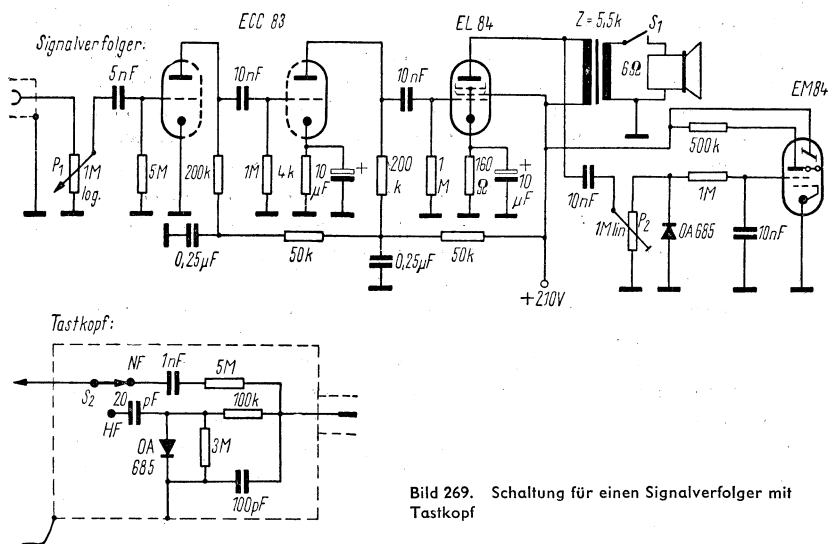 Signalverfolger:
ECC 83
EL 84
Z = 5,5k
S1
6Ω
EM84
5nF
10nF
10nF
P1
1M
log.
5M
200k
1M
4k
10
µF
+
200
k
1
M
160
Ω
+
10
µF
10nF
P2
1M lin
500k
1M
OA 685
10nF
0,25µF
50k
0,25µF
50k
+210V
Tastkopf:
NF
1nF
5M
S2
20 pF
HF
100k
OA
685
3M
100pF
Bild 269. Schaltung für einen Signalverfolger mit
Tastkopf